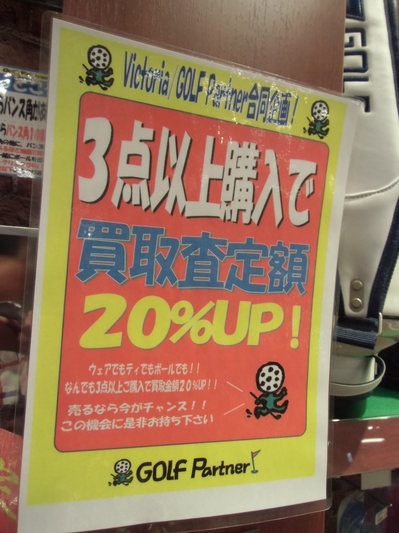 Victoria/GOLF Partner合同企画!
3点以上購入で
買取査定額
20%UP!
ウェアでもティでもボールでも!!
なんでも3点以上ご購入で買取金額20%UP!!
売るなら今がチャンス!!
この機会に是非お持ち下さい
GOLF Partner